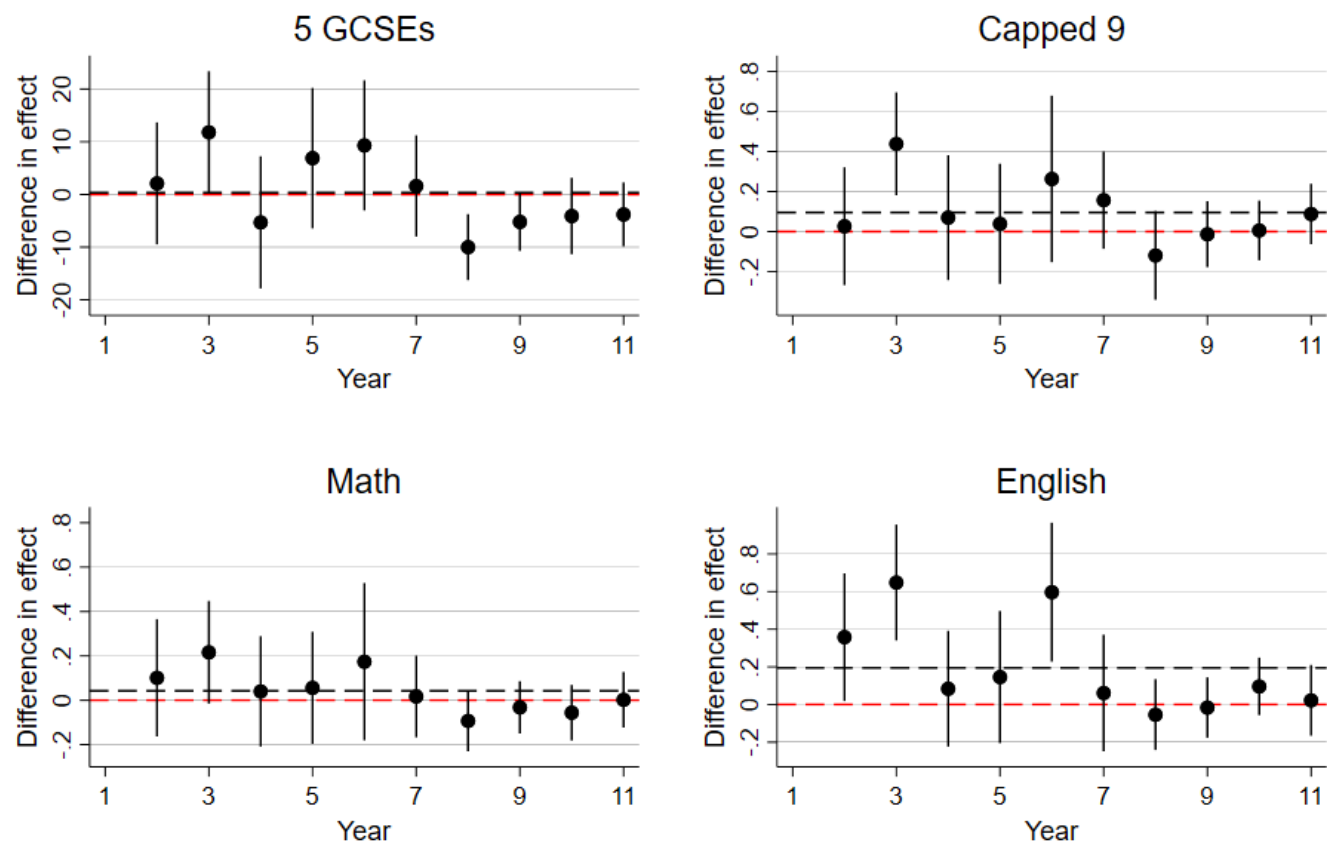 5 GCSEs
Difference in effect
20
10
0
-10
-20
1 3 5 7 9 11
Year
Capped 9
Difference in effect
.8
.6
.4
.2
0
-.2
1 3 5 7 9 11
Year
Math
Difference in effect
.8
.6
.4
.2
0
-.2
1 3 5 7 9 11
Year
English
Difference in effect
.8
.6
.4
.2
0
-.2
1 3 5 7 9 11
Year